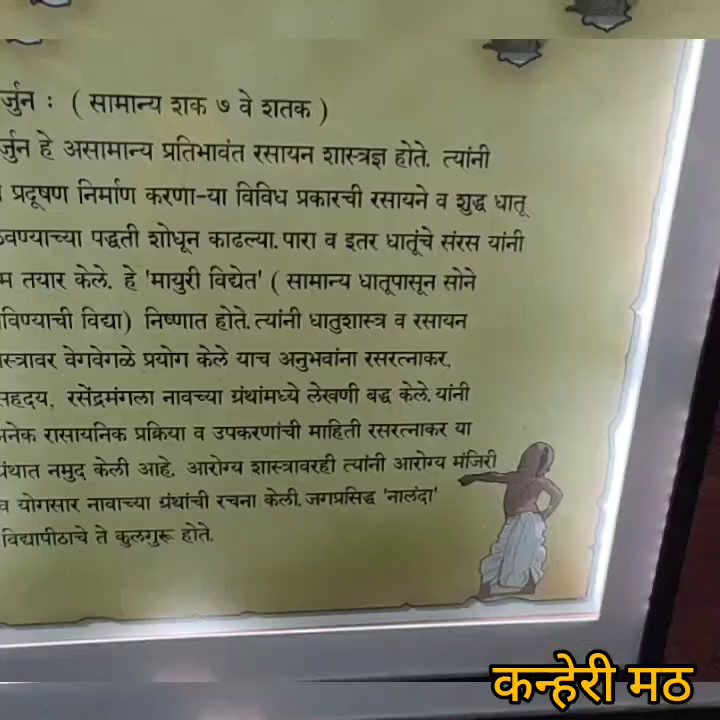 र्जुन : ( सामान्य शक ७ वे शतक )
र्जुन हे असामान्य प्रतिभावंत रसायन शास्त्रज्ञ होते. त्यांनी
प्रदूषण निर्माण करणा-या विविध प्रकारची रसायने व शुद्ध धातू
वण्याच्या पद्धती शोधून काढल्या. पारा व इतर धातूंचे संरस यांनी
म तयार केले. हे 'मायुरी विद्येत' ( सामान्य धातूपासून सोने
विण्याची विद्या) निष्णात होते. त्यांनी धातुशास्त्र व रसायन
स्त्रावर वेगवेगळे प्रयोग केले याच अनुभवांना रसरत्नाकर,
सहदय, रसेंद्रमंगला नावच्या ग्रंथांमध्ये लेखणी बद्ध केले. यांनी
अनेक रासायनिक प्रक्रिया व उपकरणांची माहिती रसरत्नाकर या
ग्रंथात नमुद केली आहे. आरोग्य शास्त्रावरही त्यांनी आरोग्य मंजिरी
व योगसार नावाच्या ग्रंथांची रचना केली. जगप्रसिद्ध 'नालंदा'
विद्यापीठाचे ते कुलगुरू होते.
कन्हेरी मठ